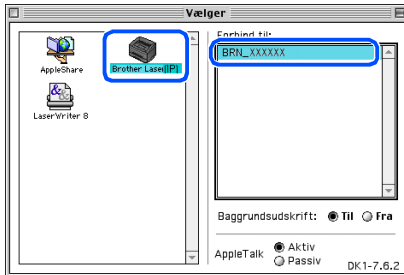 Vælger
AppleShare
Brother Laser(IP)
LaserWriter 8
Forbind til:
BRN_XXXXXX
Baggrundsudskrift: Til Fra
AppleTalk Aktiv
Passiv
DK1-7.6.2